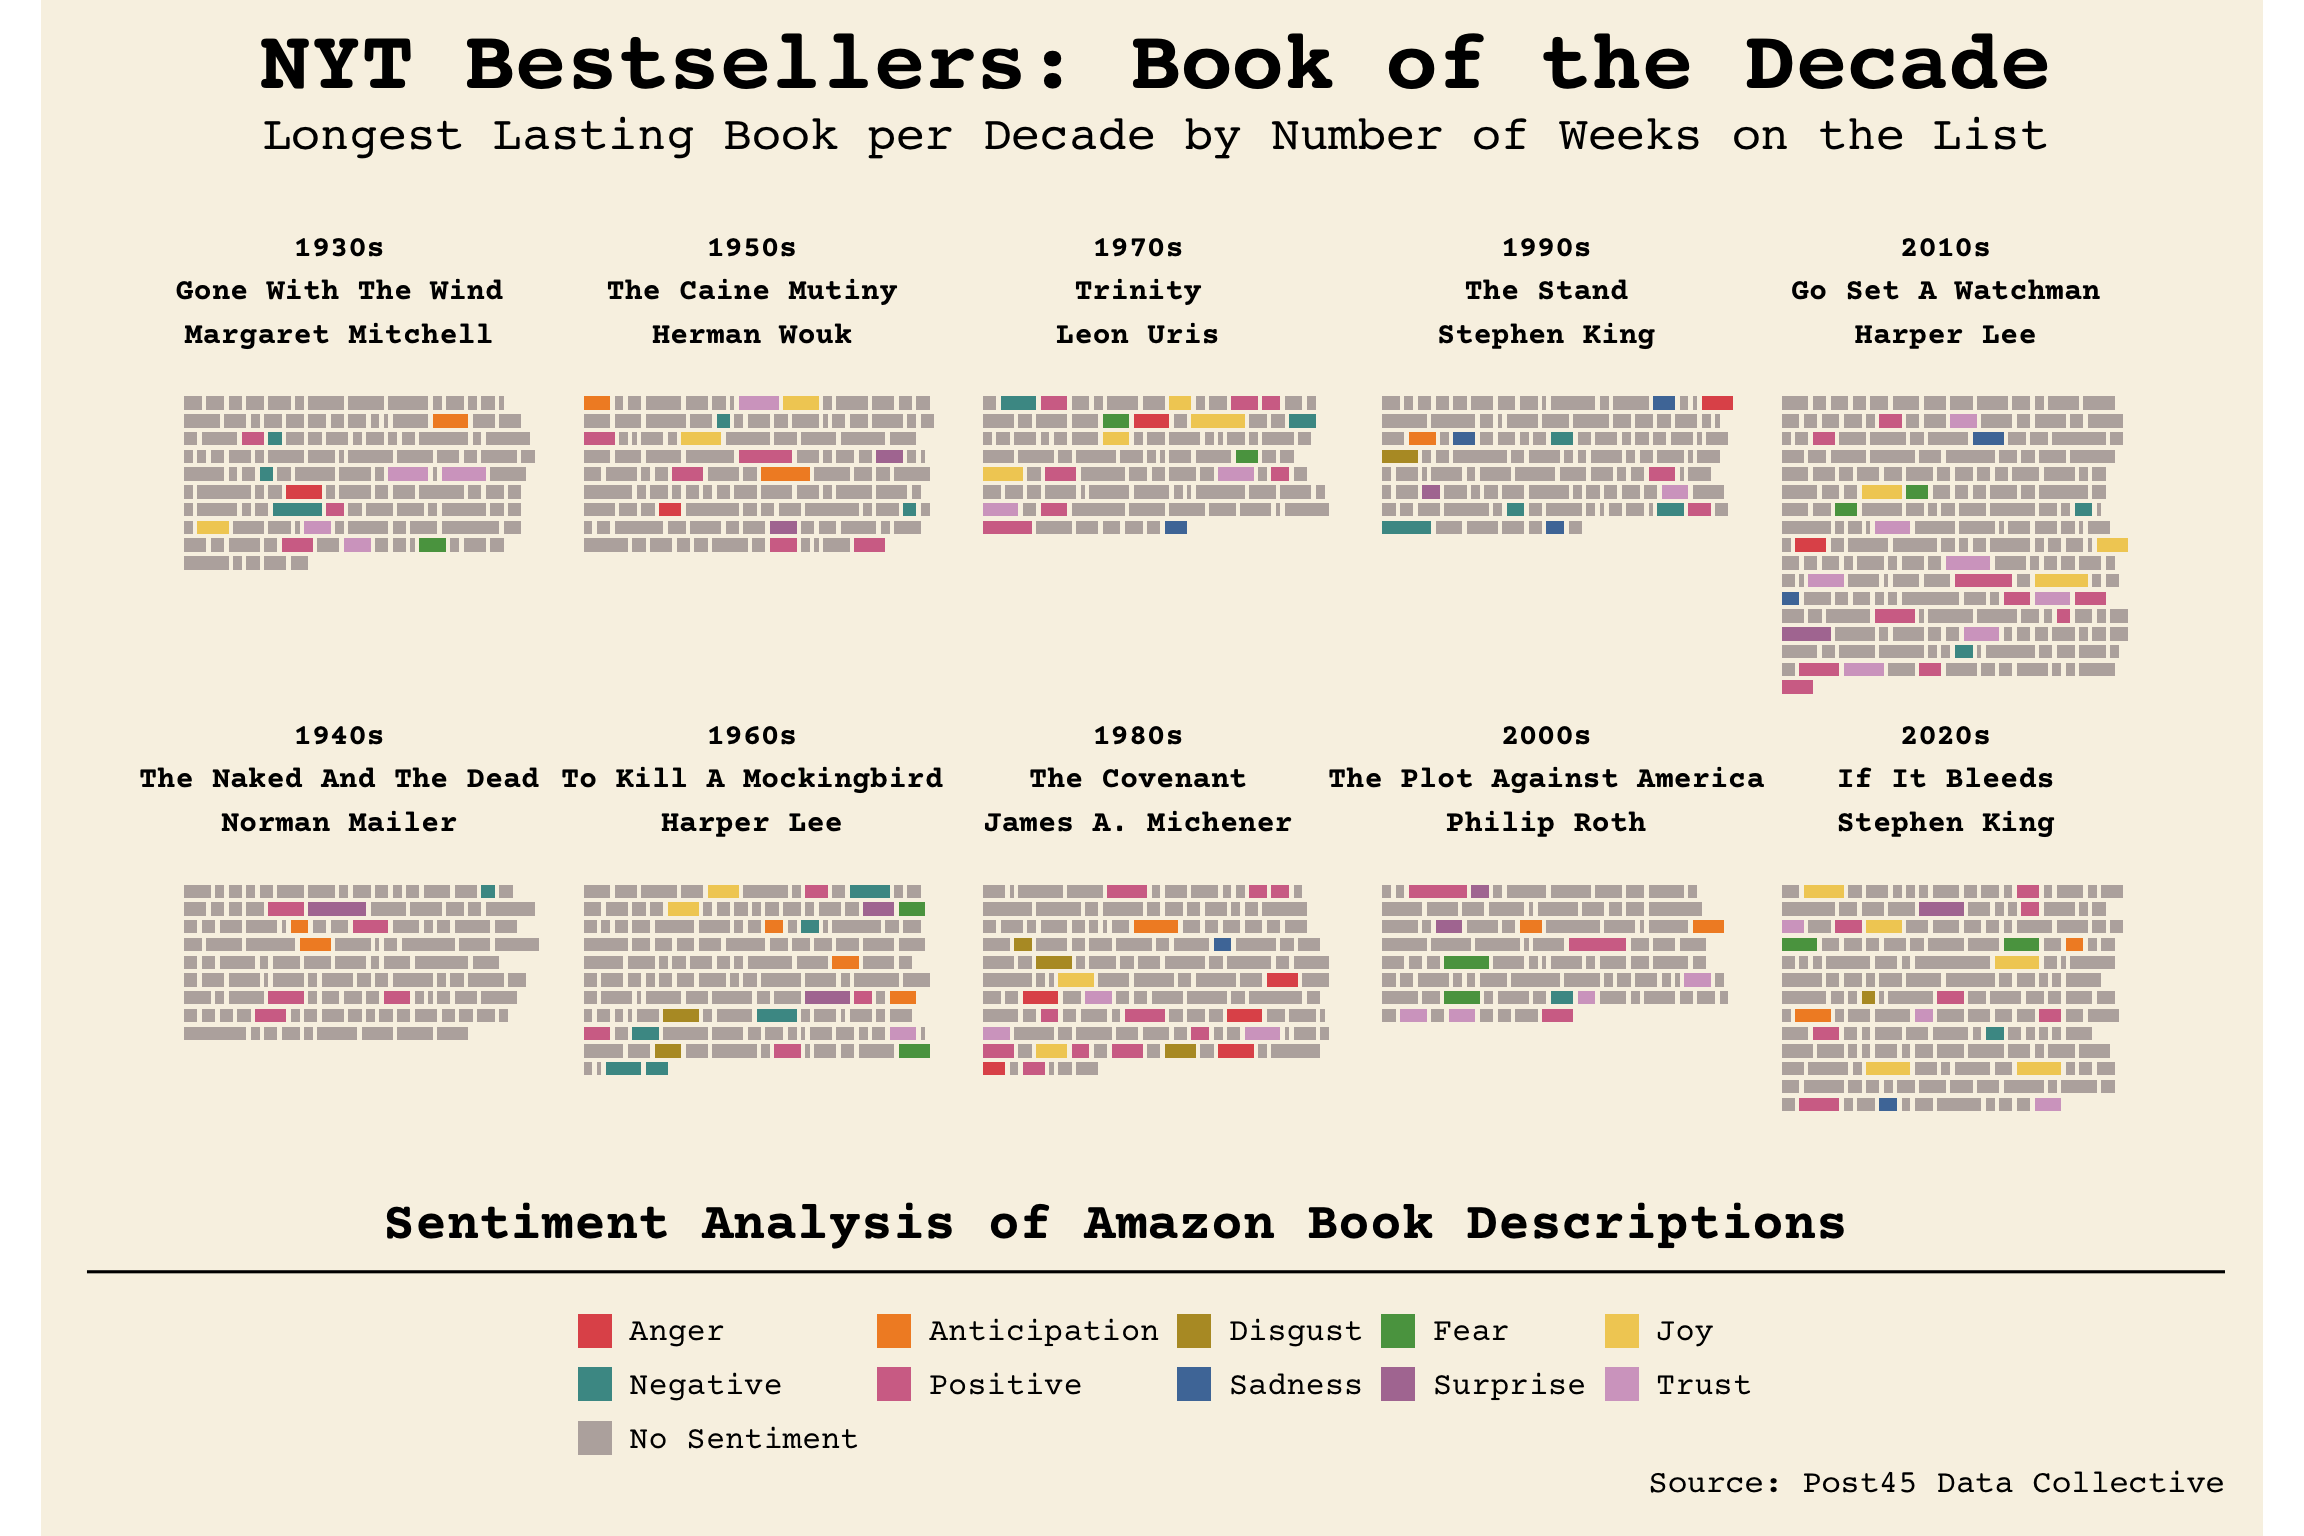 NYT Bestsellers: Book of the Decade
Longest Lasting Book per Decade by Number of Weeks on the List
1930s
Gone With The Wind
Margaret Mitchell
1950s
The Caine Mutiny
Herman Wouk
1970s
Trinity
Leon Uris
1990s
The Stand
Stephen King
2010s
Go Set A Watchman
Harper Lee
1940s
The Naked And The Dead
Norman Mailer
1960s
To Kill A Mockingbird
Harper Lee
1980s
The Covenant
James A. Michener
2000s
The Plot Against America
Philip Roth
2020s
If It Bleeds
Stephen King
Sentiment Analysis of Amazon Book Descriptions
Anger
Anticipation
Disgust
Fear
Joy
Negative
Positive
Sadness
Surprise
Trust
No Sentiment
Source: Post45 Data Collective